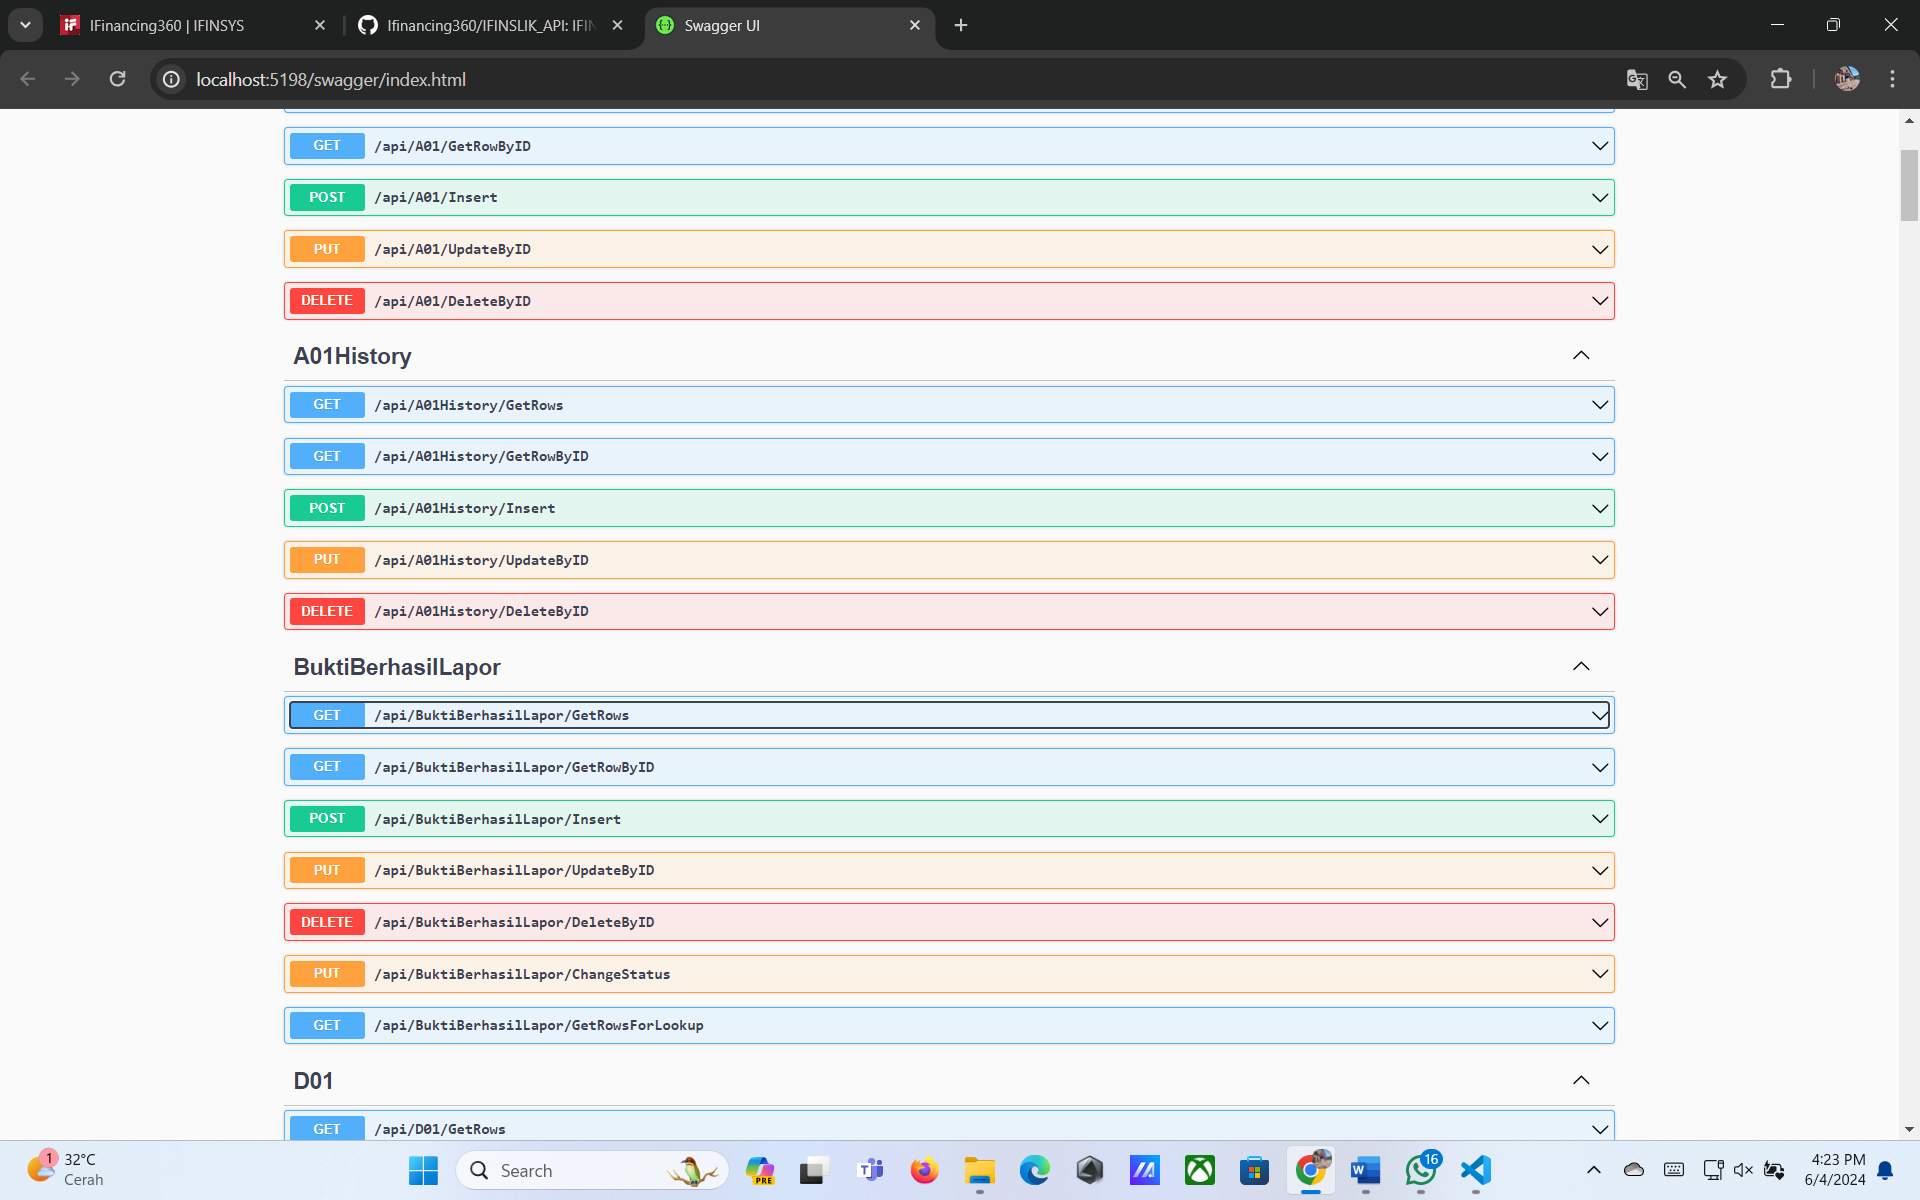 IFinancing360 | IFINSYS
Ifinancing360/IFINSLIK_API: IFIN
Swagger UI
localhost:5198/swagger/index.html
GET /api/A01/GetRowByID
POST /api/A01/Insert
PUT /api/A01/UpdateByID
DELETE /api/A01/DeleteByID
A01History
GET /api/A01History/GetRows
GET /api/A01History/GetRowByID
POST /api/A01History/Insert
PUT /api/A01History/UpdateByID
DELETE /api/A01History/DeleteByID
BuktiBerhasilLapor
GET /api/BuktiBerhasilLapor/GetRows
GET /api/BuktiBerhasilLapor/GetRowByID
POST /api/BuktiBerhasilLapor/Insert
PUT /api/BuktiBerhasilLapor/UpdateByID
DELETE /api/BuktiBerhasilLapor/DeleteByID
PUT /api/BuktiBerhasilLapor/ChangeStatus
GET /api/BuktiBerhasilLapor/GetRowsForLookup
D01
GET /api/D01/GetRows
1
32°C
Cerah
Search
PRE
16
4:23 PM
6/4/2024